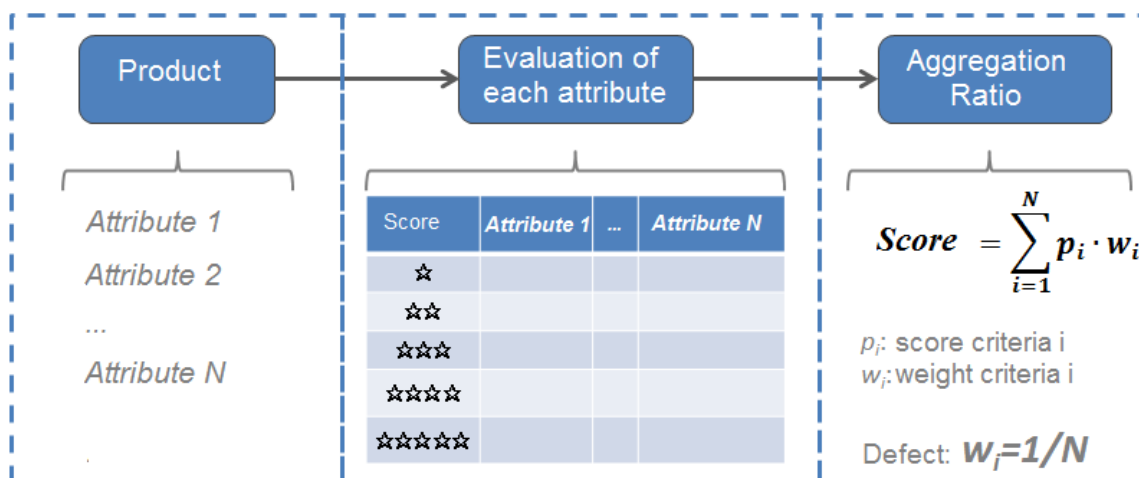 Product
Evaluation of
each attribute
Aggregation
Ratio
Attribute 1
Attribute 2
...
Attribute N
.
Score Attribute 1 ... Attribute N
☆
☆☆
☆☆☆
☆☆☆☆
☆☆☆☆☆
Score = ∑ᵢ₌₁ᴺ pᵢ · wᵢ
pᵢ: score criteria i
wᵢ:weight criteria i
Defect: wᵢ=1/N